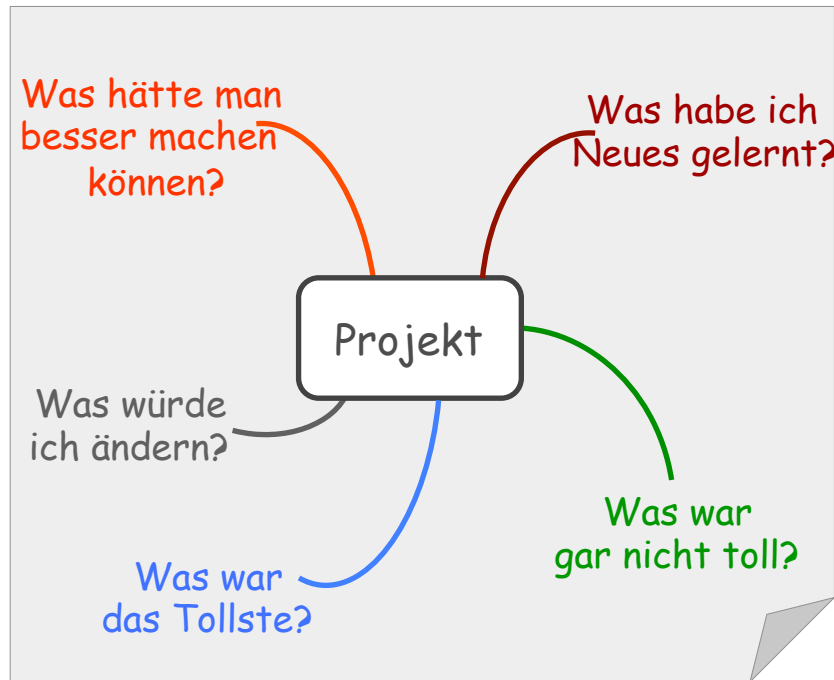 Was hätte man
besser machen
können?
Was habe ich
Neues gelernt?
Projekt
Was würde
ich ändern?
Was war
gar nicht toll?
Was war
das Tollste?